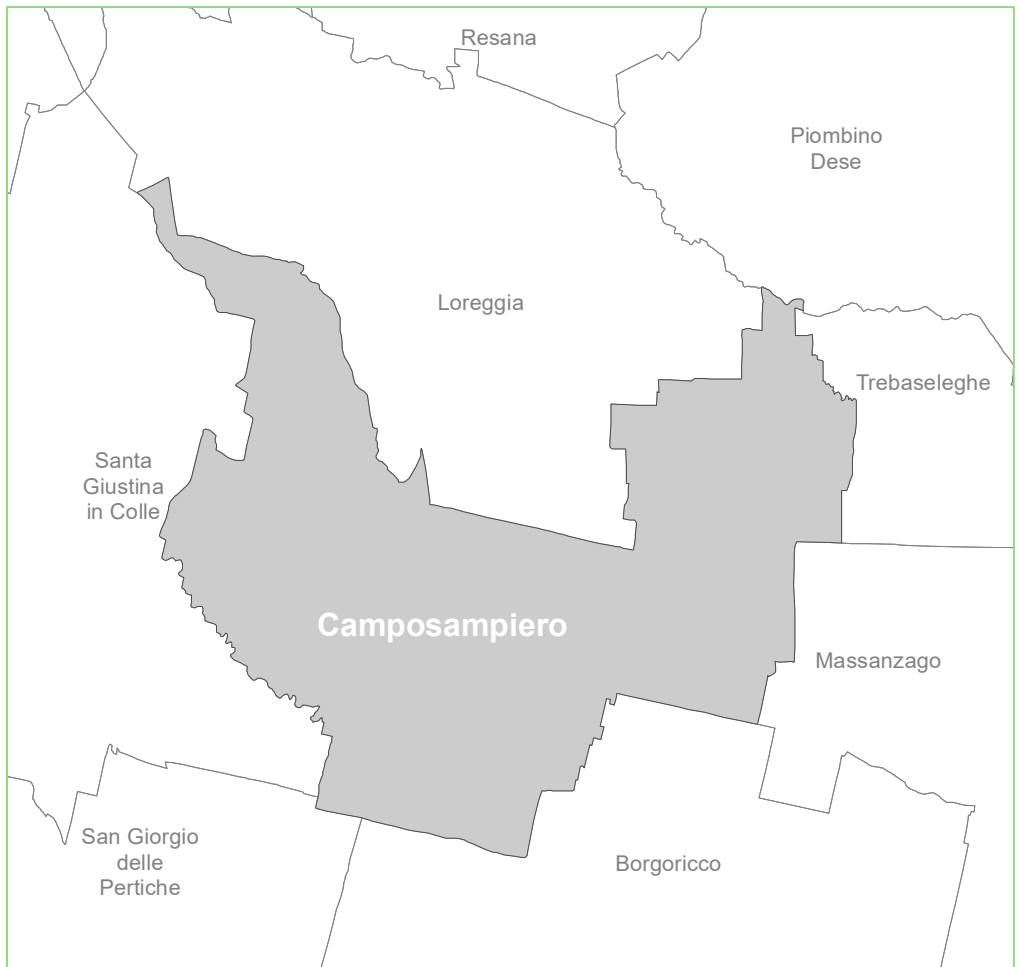 Resana
Piombino
Dese
Loreggia
Trebaseleghe
Santa
Giustina
in Colle
Camposampiero
Massanzago
San Giorgio
delle
Pertiche
Borgoricco